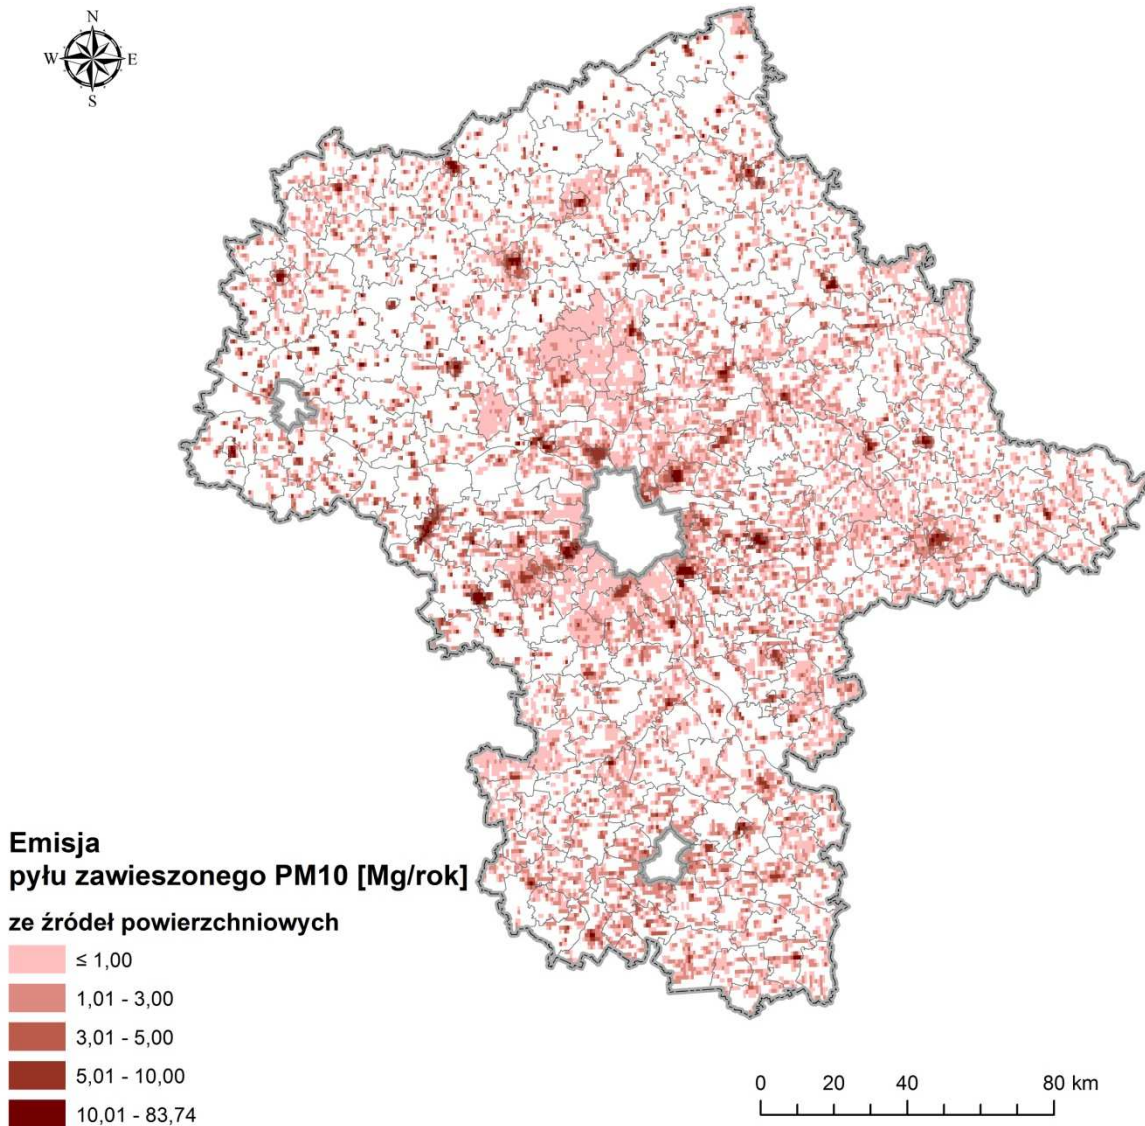 N
W E
S
Emisja
pyłu zawieszonego PM10 [Mg/rok]
ze źródeł powierzchniowych
≤ 1,00
1,01 - 3,00
3,01 - 5,00
5,01 - 10,00
10,01 - 83,74
0 20 40 80 km